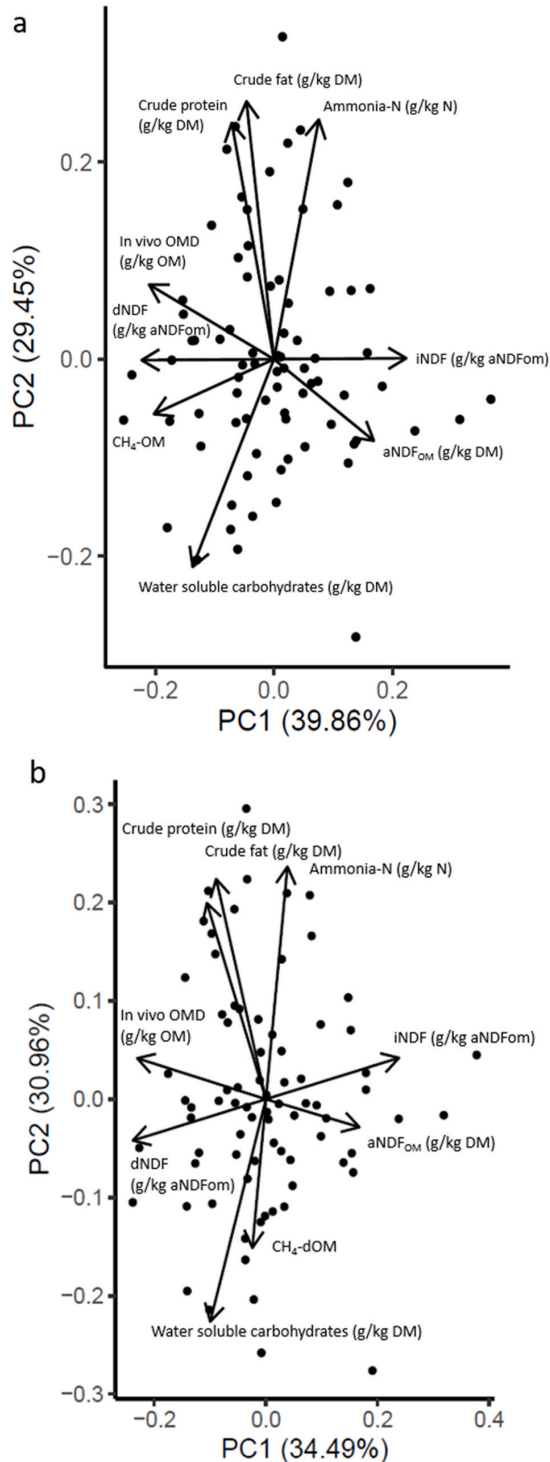 a
Crude fat (g/kg DM)
Crude protein
(g/kg DM)
Ammonia-N (g/kg N)
0.2
In vivo OMD
(g/kg OM)
dNDF
(g/kg aNDFom)
0.0
iNDF (g/kg aNDFom)
CH₄-OM
aNDF_OM (g/kg DM)
−0.2
Water soluble carbohydrates (g/kg DM)
PC2 (29.45%)
−0.2 0.0 0.2
PC1 (39.86%)
b
0.3
Crude protein (g/kg DM)
Crude fat (g/kg DM)
Ammonia-N (g/kg N)
0.2
0.1
In vivo OMD
(g/kg OM)
iNDF (g/kg aNDFom)
0.0
aNDF_OM (g/kg DM)
dNDF
(g/kg aNDFom)
−0.1
CH₄-dOM
−0.2
Water soluble carbohydrates (g/kg DM)
−0.3
PC2 (30.96%)
−0.2 0.0 0.2 0.4
PC1 (34.49%)